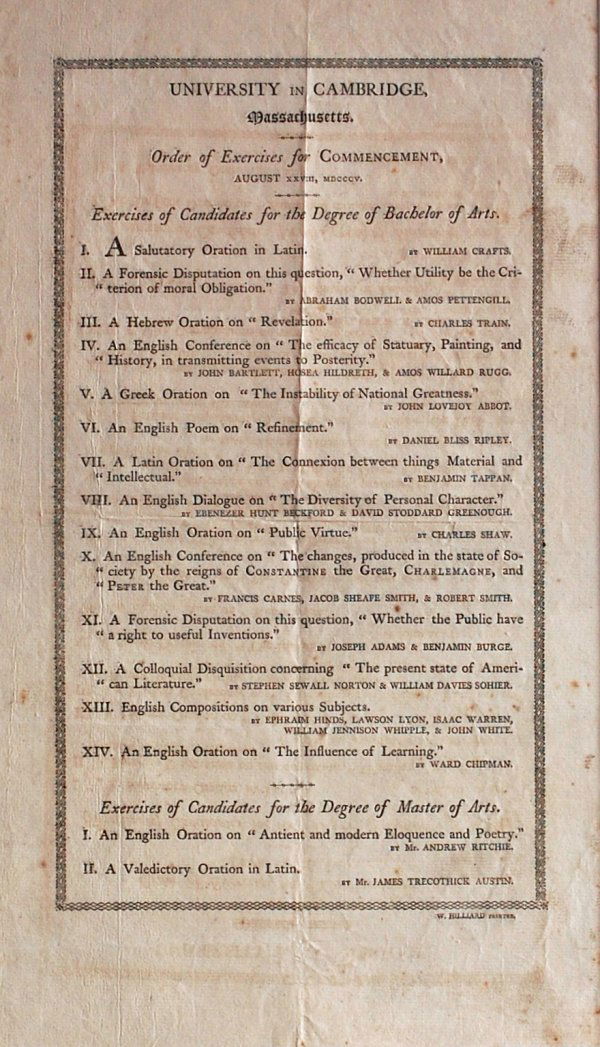 UNIVERSITY IN CAMBRIDGE,
Massachusetts.
Order of Exercises for COMMENCEMENT,
AUGUST XXVIII, MDCCCV.
Exercises of Candidates for the Degree of Bachelor of Arts.
I. A Salutatory Oration in Latin. BY WILLIAM CRAFTS.
II. A Forensic Disputation on this question, “ Whether Utility be the Cri-
“ terion of moral Obligation.”
BY ABRAHAM BODWELL & AMOS PETTENGILL.
III. A Hebrew Oration on “ Revelation.” BY CHARLES TRAIN.
IV. An English Conference on “ The efficacy of Statuary, Painting, and
“ History, in transmitting events to Posterity.”
BY JOHN BARTLETT, HOSEA HILDRETH, & AMOS WILLARD RUGG.
V. A Greek Oration on “ The Instability of National Greatness.”
BY JOHN LOVEJOY ABBOT.
VI. An English Poem on “ Refinement.”
BY DANIEL BLISS RIPLEY.
VII. A Latin Oration on “ The Connexion between things Material and
“ Intellectual.” BY BENJAMIN TAPPAN.
VIII. An English Dialogue on “ The Diversity of Personal Character.”
BY EBENEZER HUNT BECKFORD & DAVID STODDARD GREENOUGH.
IX. An English Oration on “ Public Virtue.” BY CHARLES SHAW.
X. An English Conference on “ The changes, produced in the state of So-
“ ciety by the reigns of CONSTANTINE the Great, CHARLEMAGNE, and
“ PETER the Great.”
BY FRANCIS CARNES, JACOB SHEAFE SMITH, & ROBERT SMITH.
XI. A Forensic Disputation on this question, “ Whether the Public have
“ a right to useful Inventions.”
BY JOSEPH ADAMS & BENJAMIN BURGE.
XII. A Colloquial Disquisition concerning “ The present state of Ameri-
“ can Literature.” BY STEPHEN SEWALL NORTON & WILLIAM DAVIES SOHIER.
XIII. English Compositions on various Subjects.
BY EPHRAIM HINDS, LAWSON LYON, ISAAC WARREN,
WILLIAM JENNISON WHIPPLE, & JOHN WHITE.
XIV. An English Oration on “ The Influence of Learning.”
BY WARD CHIPMAN.
Exercises of Candidates for the Degree of Master of Arts.
I. An English Oration on “ Antient and modern Eloquence and Poetry.”
BY Mr. ANDREW RITCHIE.
II. A Valedictory Oration in Latin.
BY Mr. JAMES TRECOTHICK AUSTIN.
W. HILLIARD PRINTER.